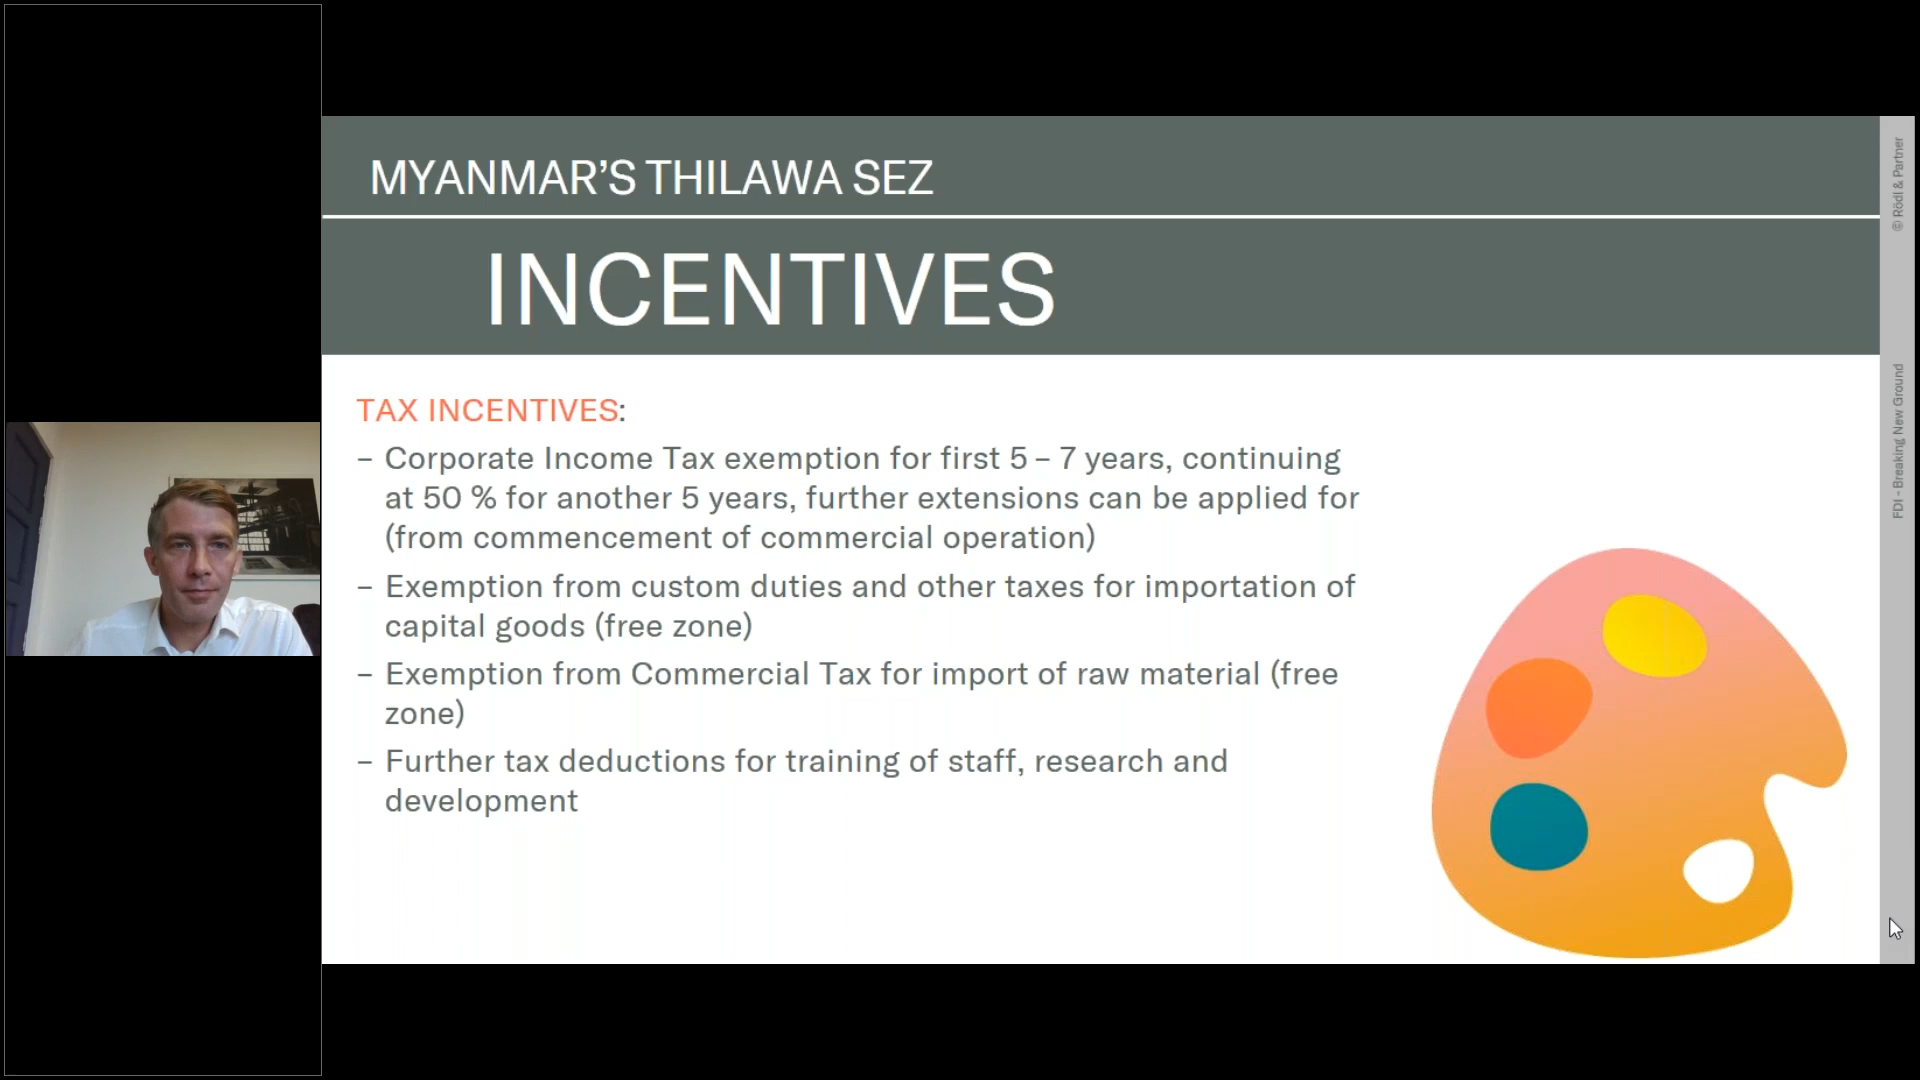 MYANMAR’S THILAWA SEZ
INCENTIVES
TAX INCENTIVES:
– Corporate Income Tax exemption for first 5 – 7 years, continuing
at 50 % for another 5 years, further extensions can be applied for
(from commencement of commercial operation)
– Exemption from custom duties and other taxes for importation of
capital goods (free zone)
– Exemption from Commercial Tax for import of raw material (free
zone)
– Further tax deductions for training of staff, research and
development
© Rödl & Partner
FDI - Breaking New Ground